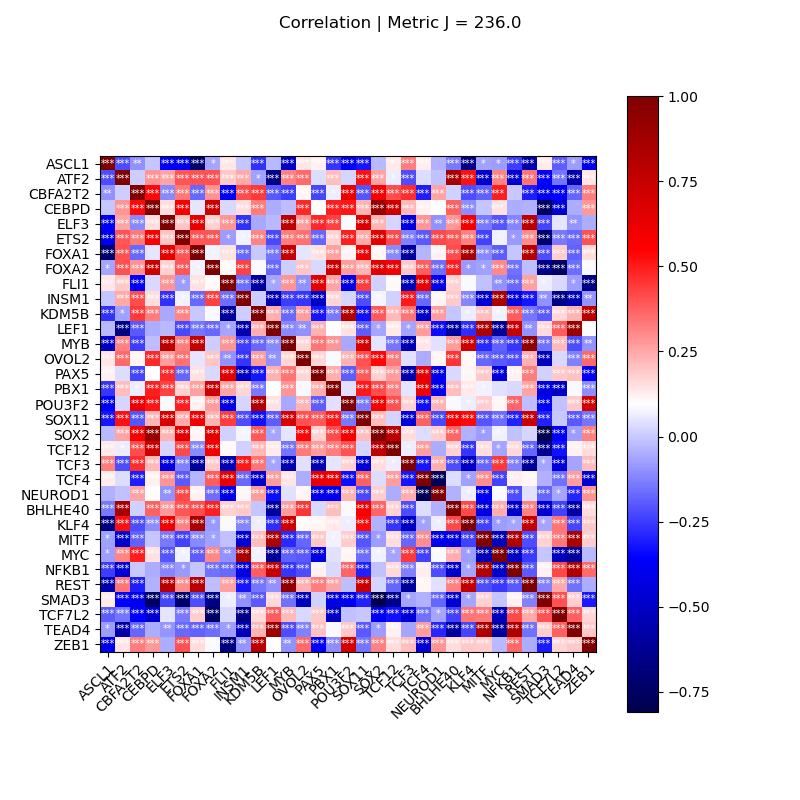 Correlation | Metric J = 236.0
ASCL1
ATF2
CBFA2T2
CEBPD
ELF3
ETS2
FOXA1
FOXA2
FLI1
INSM1
KDM5B
LEF1
MYB
OVOL2
PAX5
PBX1
POU3F2
SOX11
SOX2
TCF12
TCF3
TCF4
NEUROD1
BHLHE40
KLF4
MITF
MYC
NFKB1
REST
SMAD3
TCF7L2
TEAD4
ZEB1
ASCL1
ATF2
CBFA2T2
CEBPD
ELF3
ETS2
FOXA1
FOXA2
FLI1
INSM1
KDM5B
LEF1
MYB
OVOL2
PAX5
PBX1
POU3F2
SOX11
SOX2
TCF12
TCF3
TCF4
NEUROD1
BHLHE40
KLF4
MITF
MYC
NFKB1
REST
SMAD3
TCF7L2
TEAD4
ZEB1
1.00
0.75
0.50
0.25
0.00
−0.25
−0.50
−0.75